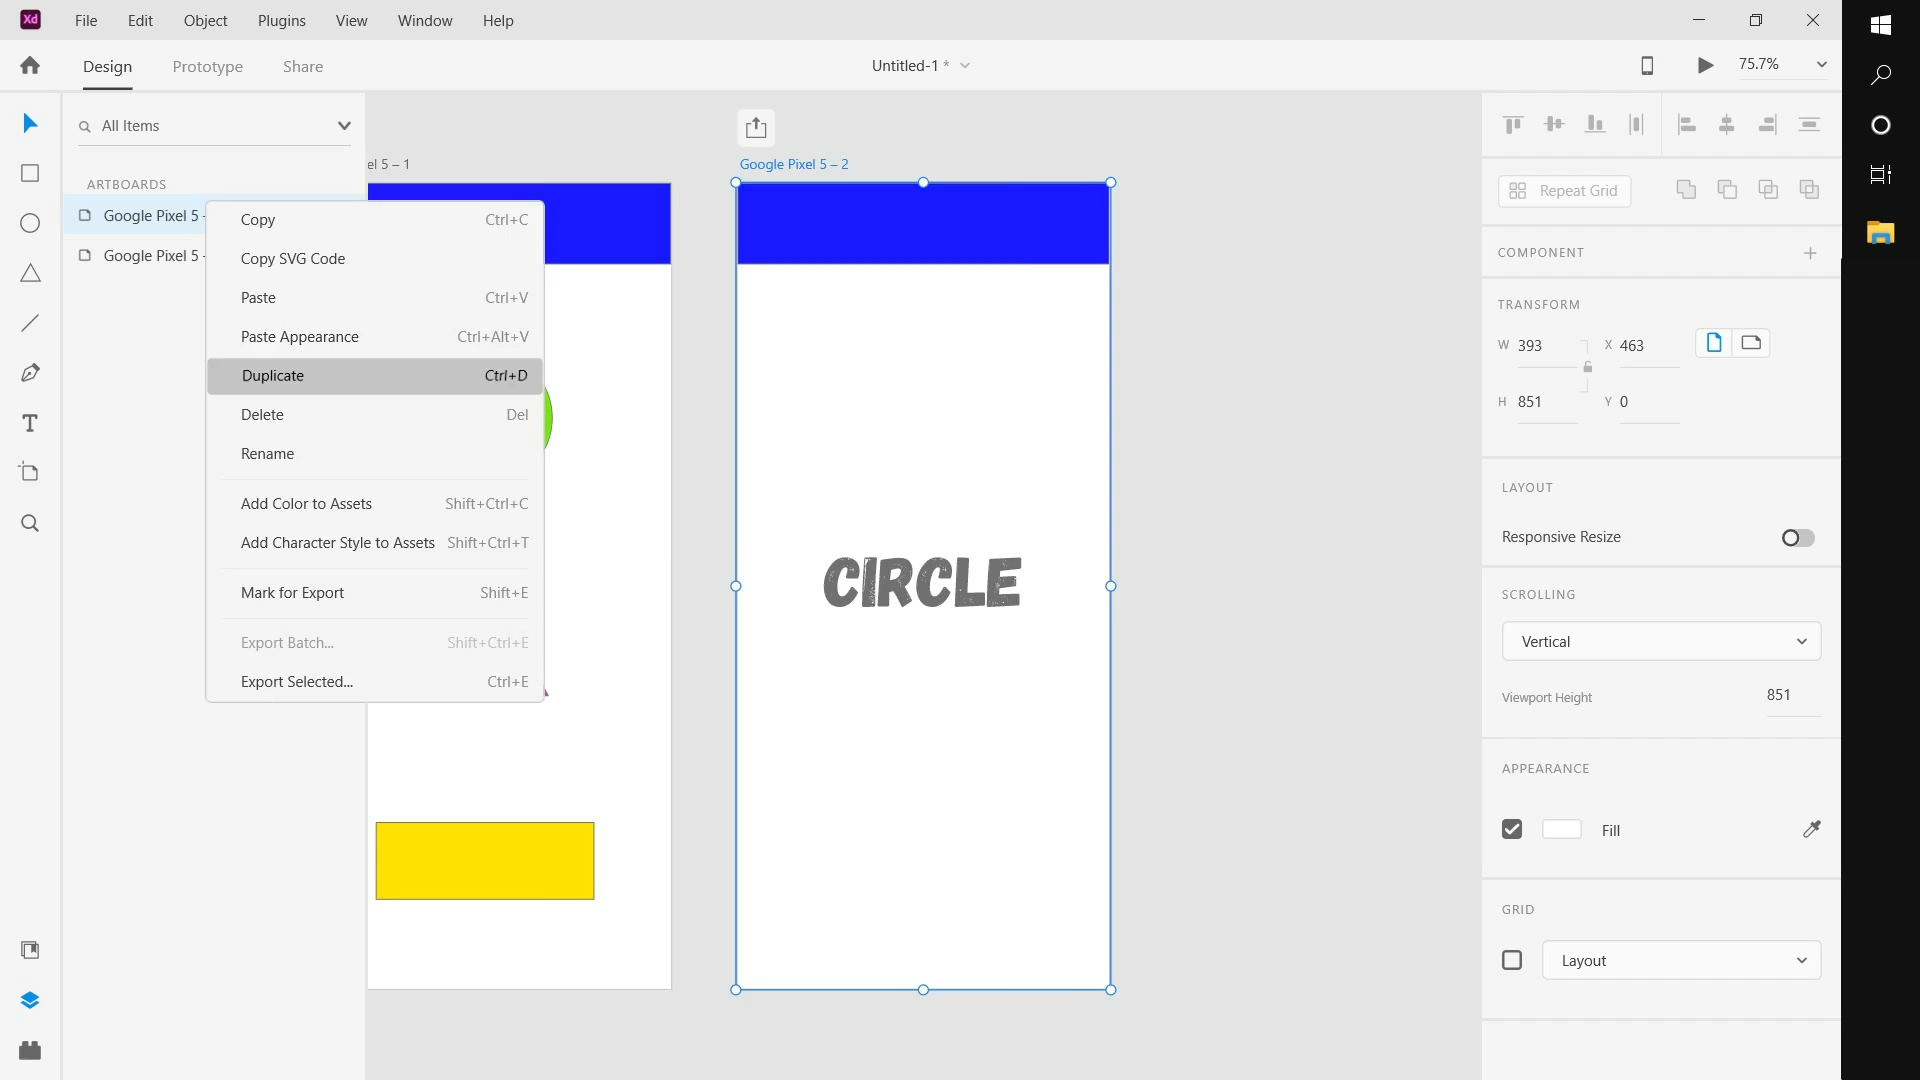 Xd File Edit Object Plugins View Window Help
Design Prototype Share Untitled-1 * 75.7%
All Items
ARTBOARDS
Google Pixel 5 -
Google Pixel 5 -
Copy Ctrl+C
Copy SVG Code
Paste Ctrl+V
Paste Appearance Ctrl+Alt+V
Duplicate Ctrl+D
Delete Del
Rename
Add Color to Assets Shift+Ctrl+C
Add Character Style to Assets Shift+Ctrl+T
Mark for Export Shift+E
Export Batch... Shift+Ctrl+E
Export Selected... Ctrl+E
el 5 – 1
Google Pixel 5 – 2
CIRCLE
Repeat Grid
COMPONENT
TRANSFORM
W 393 X 463
H 851 Y 0
LAYOUT
Responsive Resize
SCROLLING
Vertical
Viewport Height 851
APPEARANCE
Fill
GRID
Layout